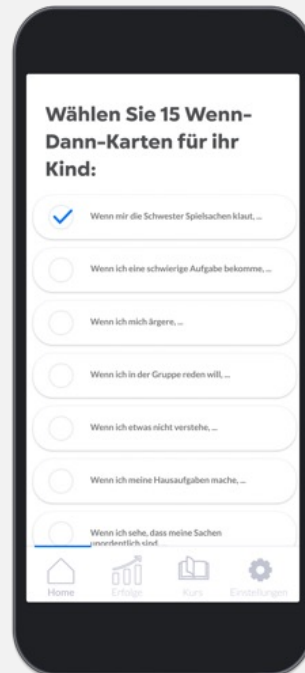 Wählen Sie 15 Wenn-
Dann-Karten für ihr
Kind:
Wenn mir die Schwester Spielsachen klaut, ...
Wenn ich eine schwierige Aufgabe bekomme, ...
Wenn ich mich ärgere, ...
Wenn ich in der Gruppe reden will, ...
Wenn ich etwas nicht verstehe, ...
Wenn ich meine Hausaufgaben mache, ...
Wenn ich sehe, dass meine Sachen
unordentlich sind,
Home Erfolge Kurs Einstellungen